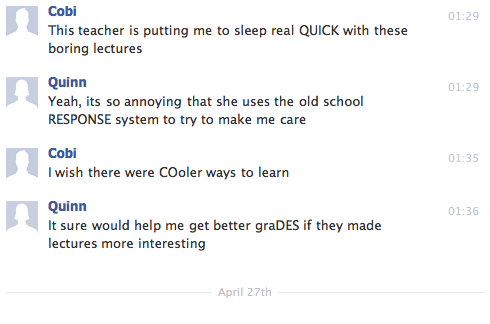 Cobi 01:29
This teacher is putting me to sleep real QUICK with these
boring lectures
Quinn 01:29
Yeah, its so annoying that she uses the old school
RESPONSE system to try to make me care
Cobi 01:35
I wish there were COoler ways to learn
Quinn 01:36
It sure would help me get better graDES if they made
lectures more interesting
April 27th